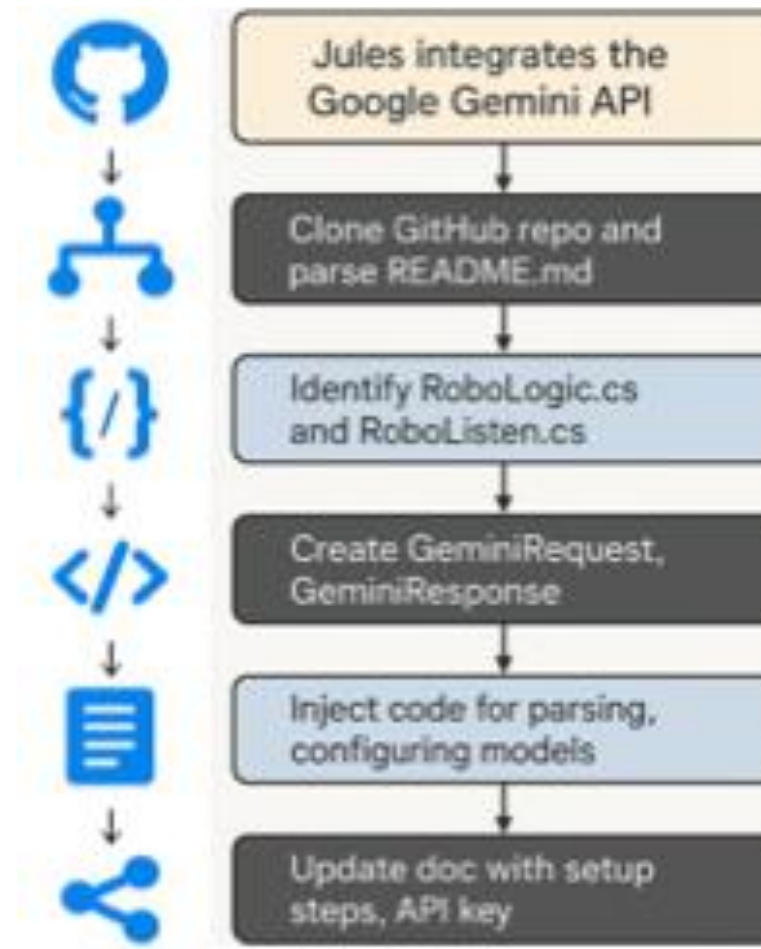 Jules integrates the
Google Gemini API
Clone GitHub repo and
parse README.md
{/}
Identify RoboLogic.cs
and RoboListen.cs
</>
Create GeminiRequest,
GeminiResponse
Inject code for parsing,
configuring models
Update doc with setup
steps, API key